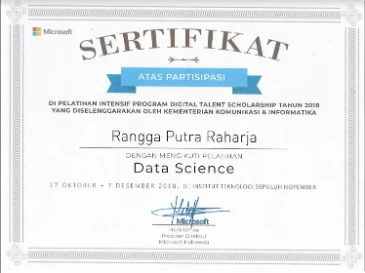 Microsoft
SERTIFIKAT
ATAS PARTISIPASI
DI PELATIHAN INTENSIF PROGRAM DIGITAL TALENT SCHOLARSHIP TAHUN 2018
YANG DISELENGGARAKAN OLEH KEMENTERIAN KOMUNIKASI & INFORMATIKA
Rangga Putra Raharja
DENGAN MENGIKUTI PELATIHAN
Data Science
17 OKTOBER – 7 DESEMBER 2018, DI INSTITUT TEKNOLOGI SEPULUH NOPEMBER
Microsoft
Presiden Direktur
Microsoft Indonesia